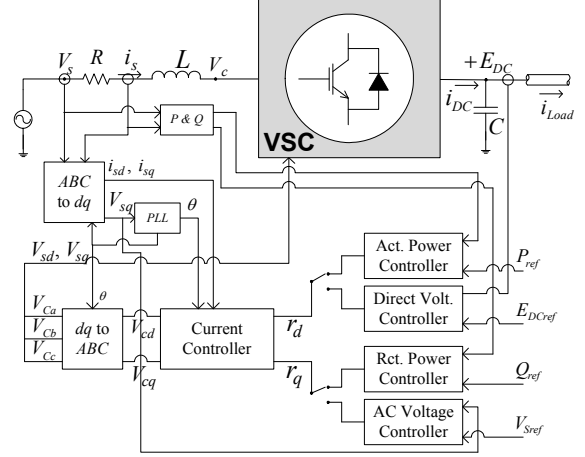 V_s R i_s L V_c
+E_DC
i_DC
C
i_Load
VSC
P & Q
i_sd, i_sq
ABC
to dq
V_sq
PLL
θ
V_sd, V_sq
θ
V_Ca
V_Cb
V_Cc
dq to
ABC
V_cd
V_cq
Current
Controller
r_d
r_q
Act. Power
Controller
P_ref
Direct Volt.
Controller
E_DCref
Rct. Power
Controller
Q_ref
AC Voltage
Controller
V_Sref